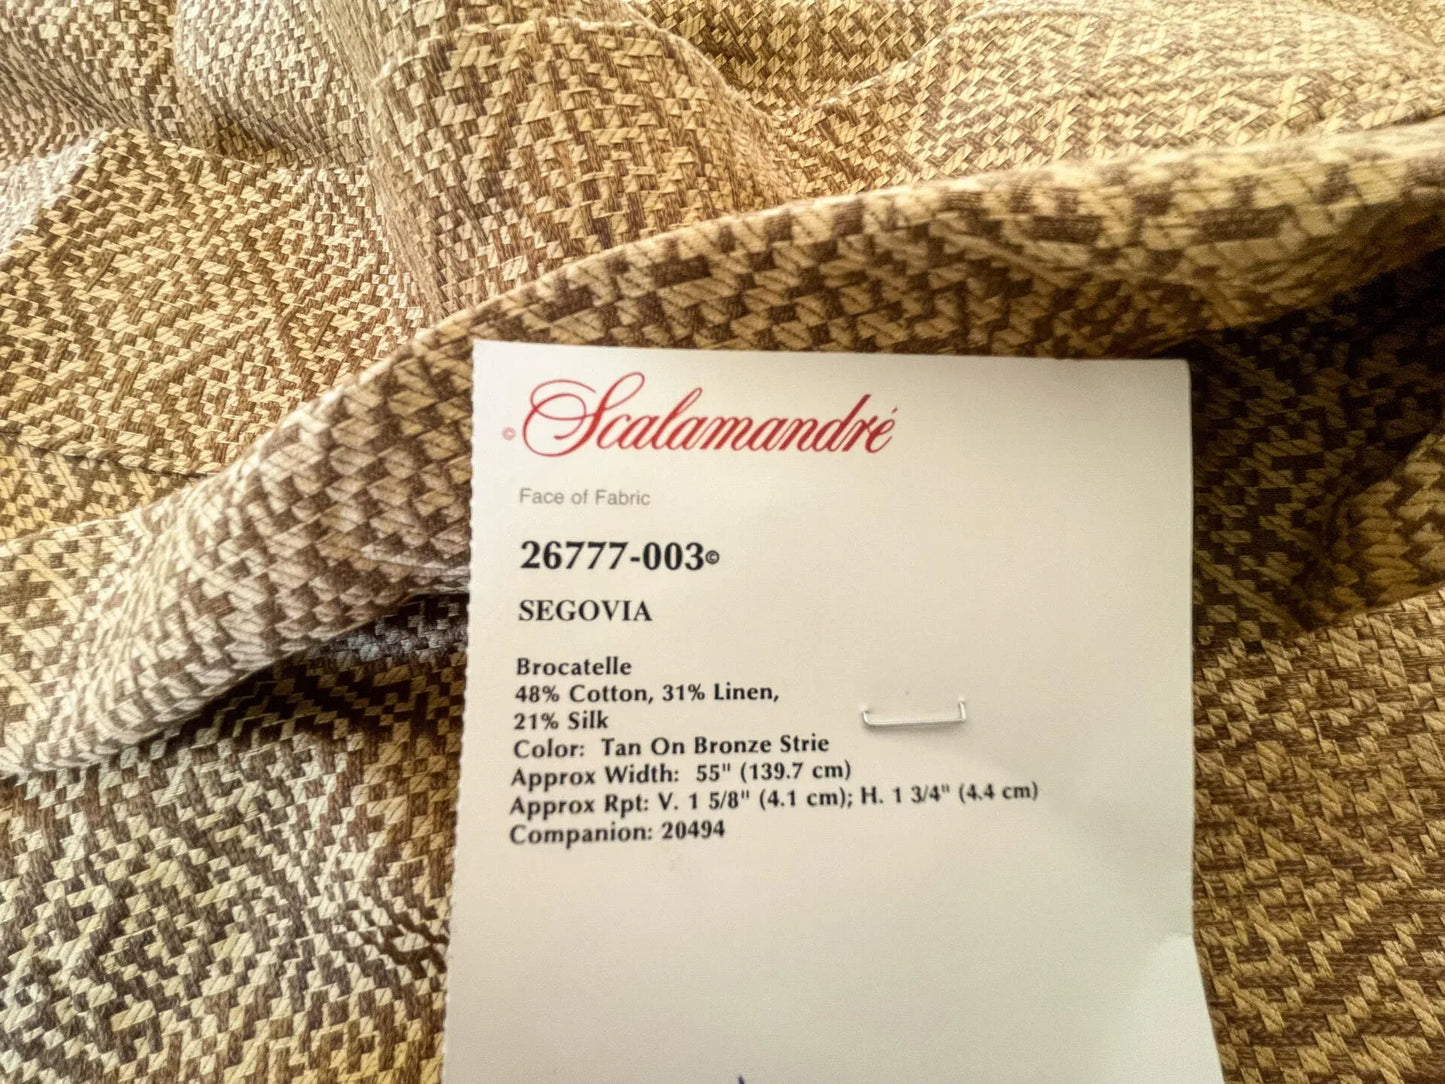 © Scalamandré
Face of Fabric
26777-003©
SEGOVIA
Brocatelle
48% Cotton, 31% Linen,
21% Silk
Color: Tan On Bronze Strie
Approx Width: 55" (139.7 cm)
Approx Rpt: V. 1 5/8" (4.1 cm); H. 1 3/4" (4.4 cm)
Companion: 20494